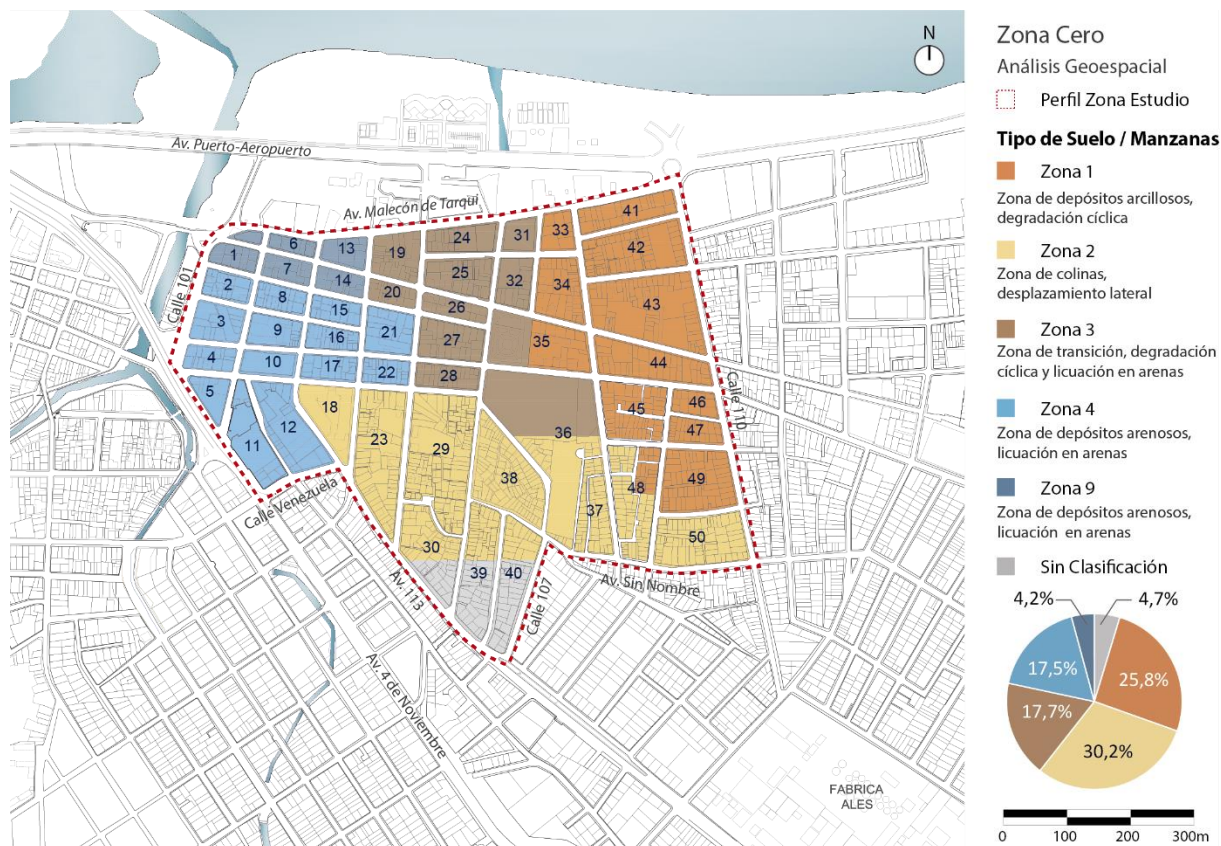 N
Av. Puerto-Aeropuerto
Av. Malecón de Tarqui
Calle 101
Calle 110
Calle Venezuela
Av. 113
Calle 107
Av. Sin Nombre
Av. 4 de Noviembre
FABRICA
ALES
1
2
3
4
5
6
7
8
9
10
11
12
13
14
15
16
17
18
19
20
21
22
23
24
25
26
27
28
29
30
31
32
33
34
35
36
37
38
39
40
41
42
43
44
45
46
47
48
49
50
Zona Cero
Análisis Geoespacial
Perfil Zona Estudio
Tipo de Suelo / Manzanas
Zona 1
Zona de depósitos arcillosos,
degradación cíclica
Zona 2
Zona de colinas,
desplazamiento lateral
Zona 3
Zona de transición, degradación
cíclica y licuación en arenas
Zona 4
Zona de depósitos arenosos,
licuación en arenas
Zona 9
Zona de depósitos arenosos,
licuación en arenas
Sin Clasificación
4,2% 4,7%
17,5% 25,8%
17,7%
30,2%
0 100 200 300m